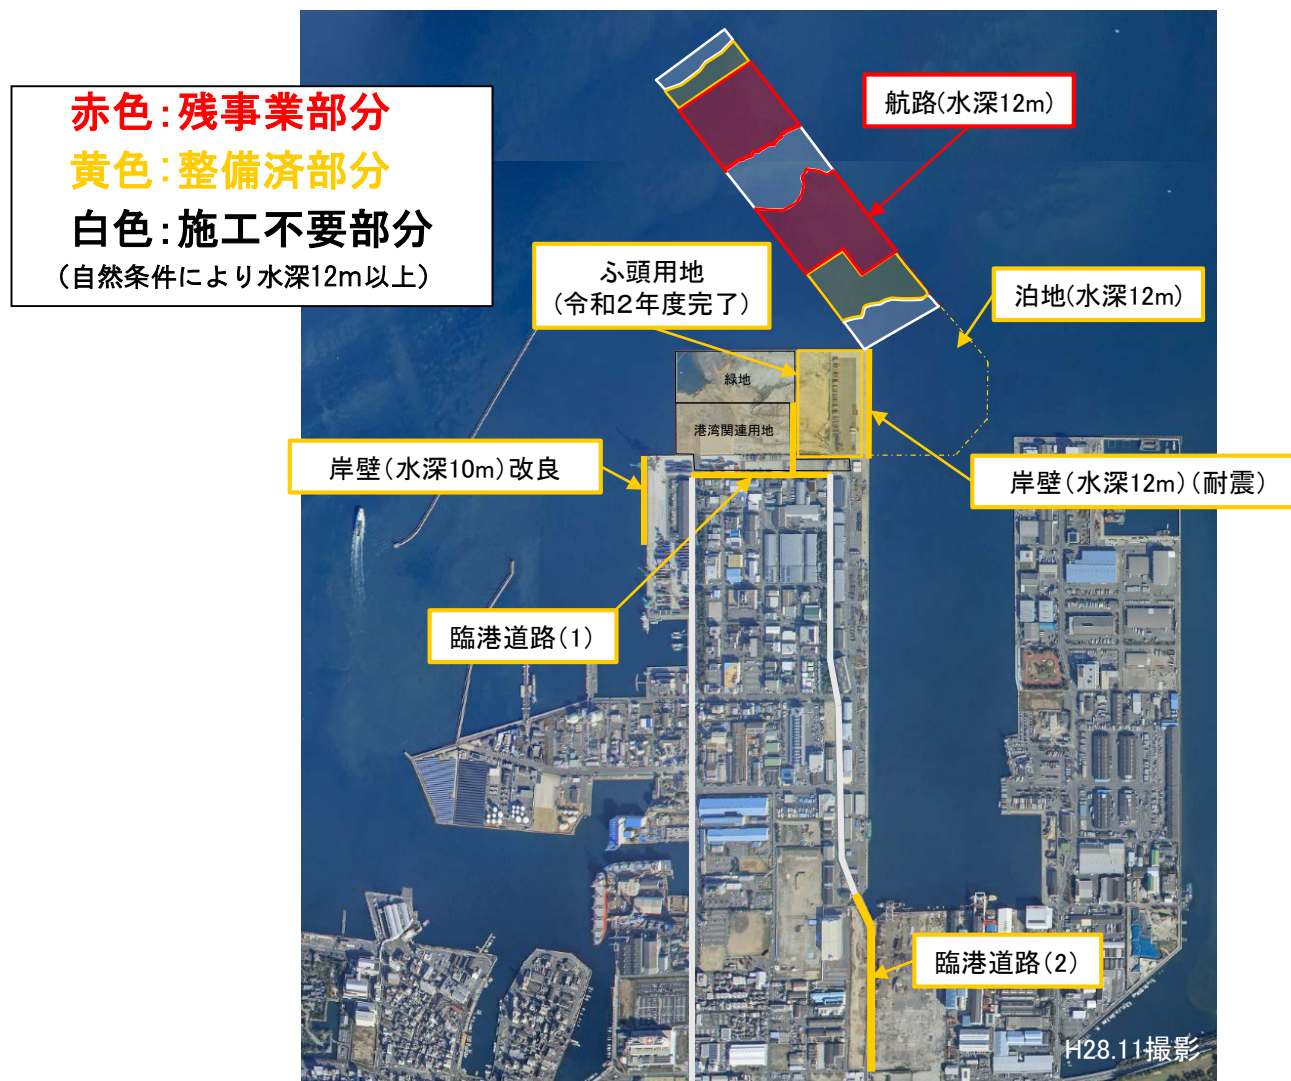 赤色：残事業部分
黄色：整備済部分
白色：施工不要部分
（自然条件により水深12m以上）
航路(水深12m)
ふ頭用地
(令和2年度完了)
泊地(水深12m)
緑地
港湾関連用地
岸壁(水深10m)改良
岸壁(水深12m)(耐震)
臨港道路(1)
臨港道路(2)
H28.11撮影